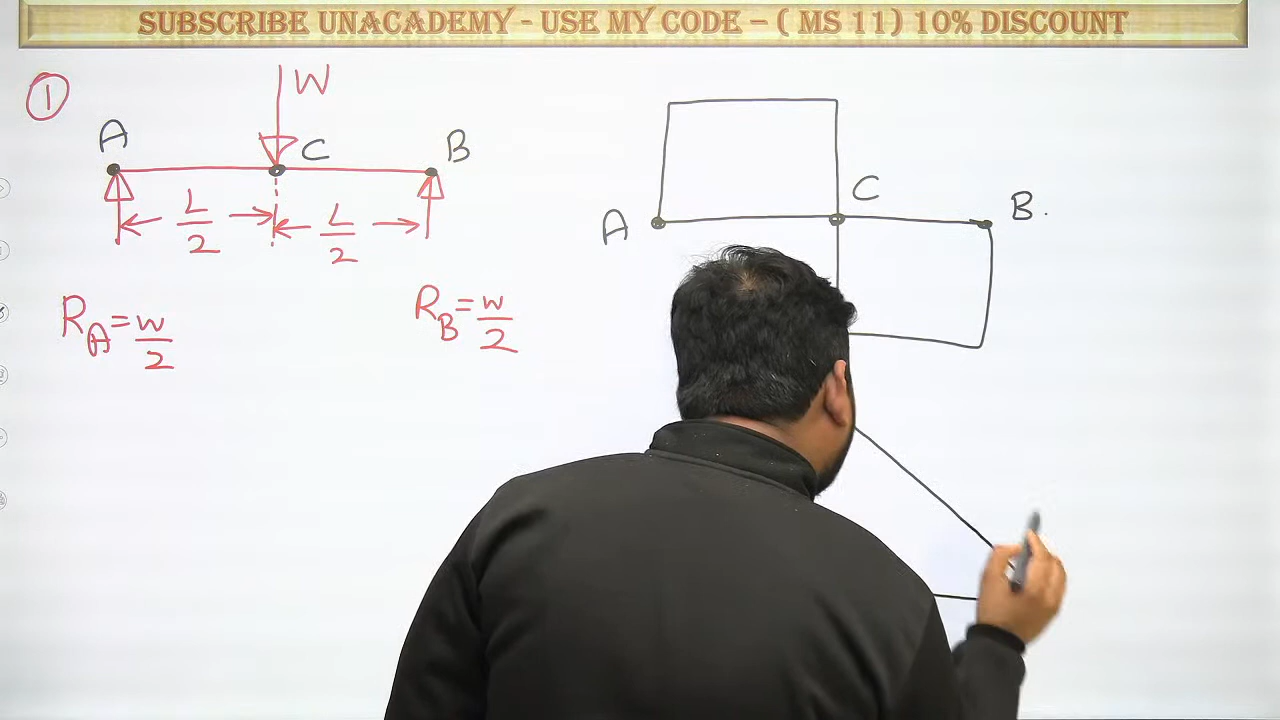 SUBSCRIBE UNACADEMY - USE MY CODE – ( MS 11) 10% DISCOUNT
1
W
A
C
B
L/2
L/2
R_A = W/2
R_B = W/2
A
C
B.